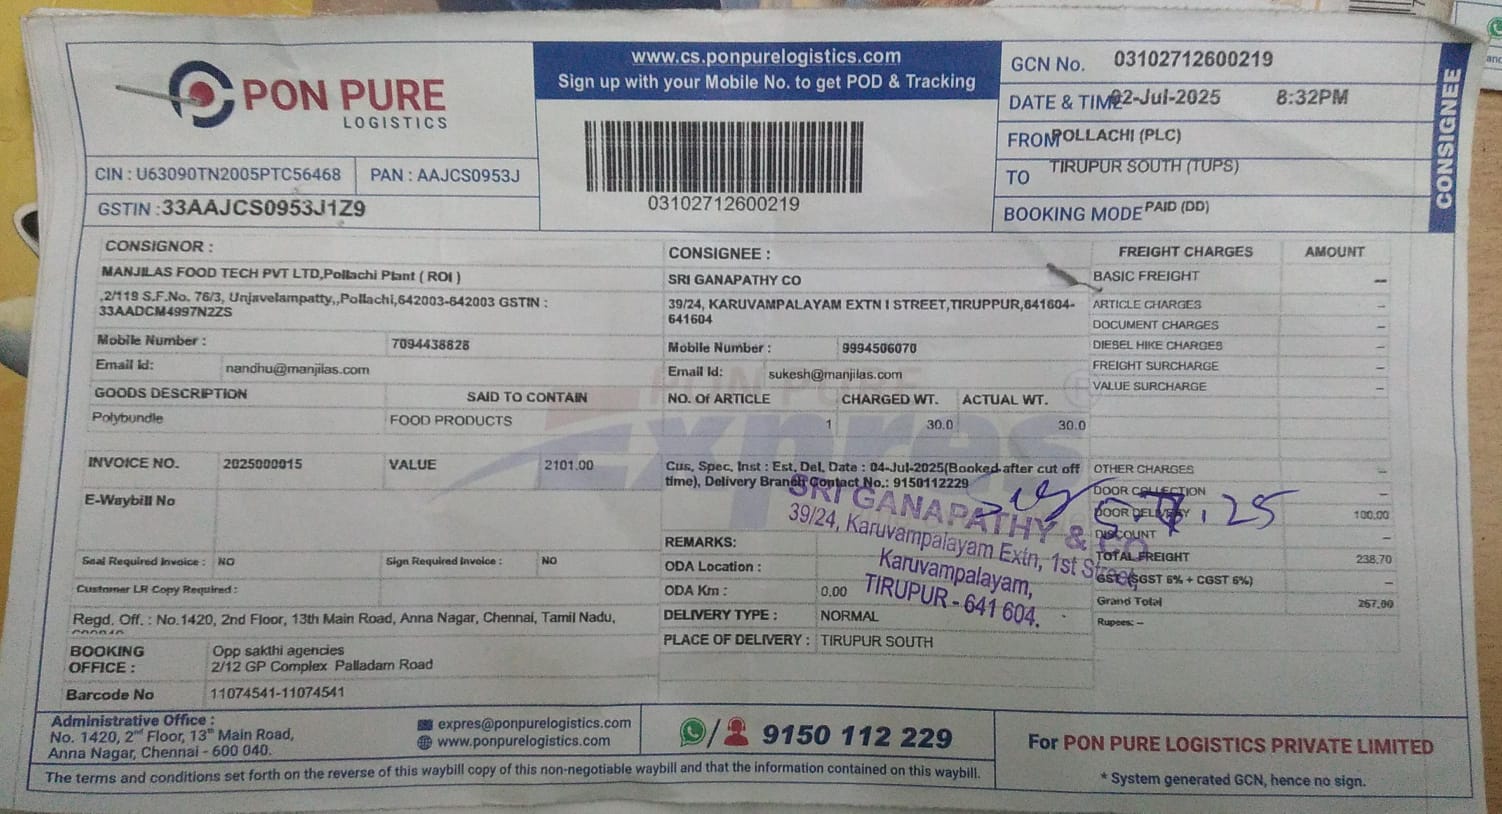 PON PURE
LOGISTICS
www.cs.ponpurelogistics.com
Sign up with your Mobile No. to get POD & Tracking
03102712600219
GCN No. 03102712600219
DATE & TIME 02-Jul-2025 8:32PM
FROM POLLACHI (PLC)
TO TIRUPUR SOUTH (TUPS)
BOOKING MODE PAID (DD)
CONSIGNEE
CIN : U63090TN2005PTC56468 PAN : AAJCS0953J
GSTIN : 33AAJCS0953J1Z9
CONSIGNOR :
MANJILAS FOOD TECH PVT LTD,Pollachi Plant ( ROI )
,2/119 S.F.No. 76/3, Unjavelampatty,,Pollachi,642003-642003 GSTIN :
33AADCM4997N2ZS
Mobile Number : 7094438828
Email Id: nandhu@manjilas.com
GOODS DESCRIPTION SAID TO CONTAIN
Polybundle FOOD PRODUCTS
INVOICE NO. 2025000015 VALUE 2101.00
E-Waybill No
Seal Required Invoice : NO Sign Required Invoice : NO
Customer LR Copy Required :
Regd. Off. : No.1420, 2nd Floor, 13th Main Road, Anna Nagar, Chennai, Tamil Nadu,
BOOKING OFFICE : Opp sakthi agencies
2/12 GP Complex Palladam Road
Barcode No 11074541-11074541
CONSIGNEE :
SRI GANAPATHY CO
39/24, KARUVAMPALAYAM EXTN I STREET,TIRUPPUR,641604-
641604
Mobile Number : 9994506070
Email Id: sukesh@manjilas.com
NO. Of ARTICLE CHARGED WT. ACTUAL WT.
1 30.0 30.0
PON PURE
Expres ®
Cus, Spec, Inst : Est, Del, Date : 04-Jul-2025(Booked after cut off
time), Delivery Branch Contact No.: 9150112229
REMARKS:
ODA Location :
ODA Km : 0.00
DELIVERY TYPE : NORMAL
PLACE OF DELIVERY : TIRUPUR SOUTH
SRI GANAPATHY & CO
39/24, Karuvampalayam Extn, 1st Street,
Karuvampalayam,
TIRUPUR - 641 604.
FREIGHT CHARGES AMOUNT
BASIC FREIGHT --
ARTICLE CHARGES --
DOCUMENT CHARGES --
DIESEL HIKE CHARGES --
FREIGHT SURCHARGE --
VALUE SURCHARGE --
OTHER CHARGES --
DOOR COLLECTION --
DOOR DELIVERY 100.00
DISCOUNT --
TOTAL FREIGHT 238.70
GST (SGST 6% + CGST 6%) --
Grand Total 267.00
Rupees: --
Administrative Office :
No. 1420, 2nd Floor, 13th Main Road,
Anna Nagar, Chennai - 600 040.
expres@ponpurelogistics.com
www.ponpurelogistics.com
/ 9150 112 229
For PON PURE LOGISTICS PRIVATE LIMITED
* System generated GCN, hence no sign.
The terms and conditions set forth on the reverse of this waybill copy of this non-negotiable waybill and that the information contained on this waybill.